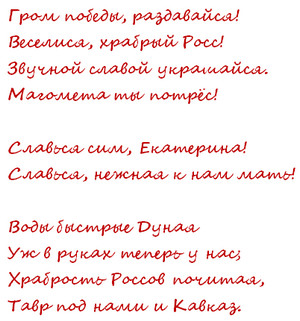 Гром победы, раздавайся!
Веселися, храбрый Росс!
Звучной славой украшайся.
Магомета ты потрёс!

Славься сим, Екатерина!
Славься, нежная к нам мать!

Воды быстрые Дуная
Уж в руках теперь у нас;
Храбрость Россов почитая,
Тавр под нами и Кавказ.